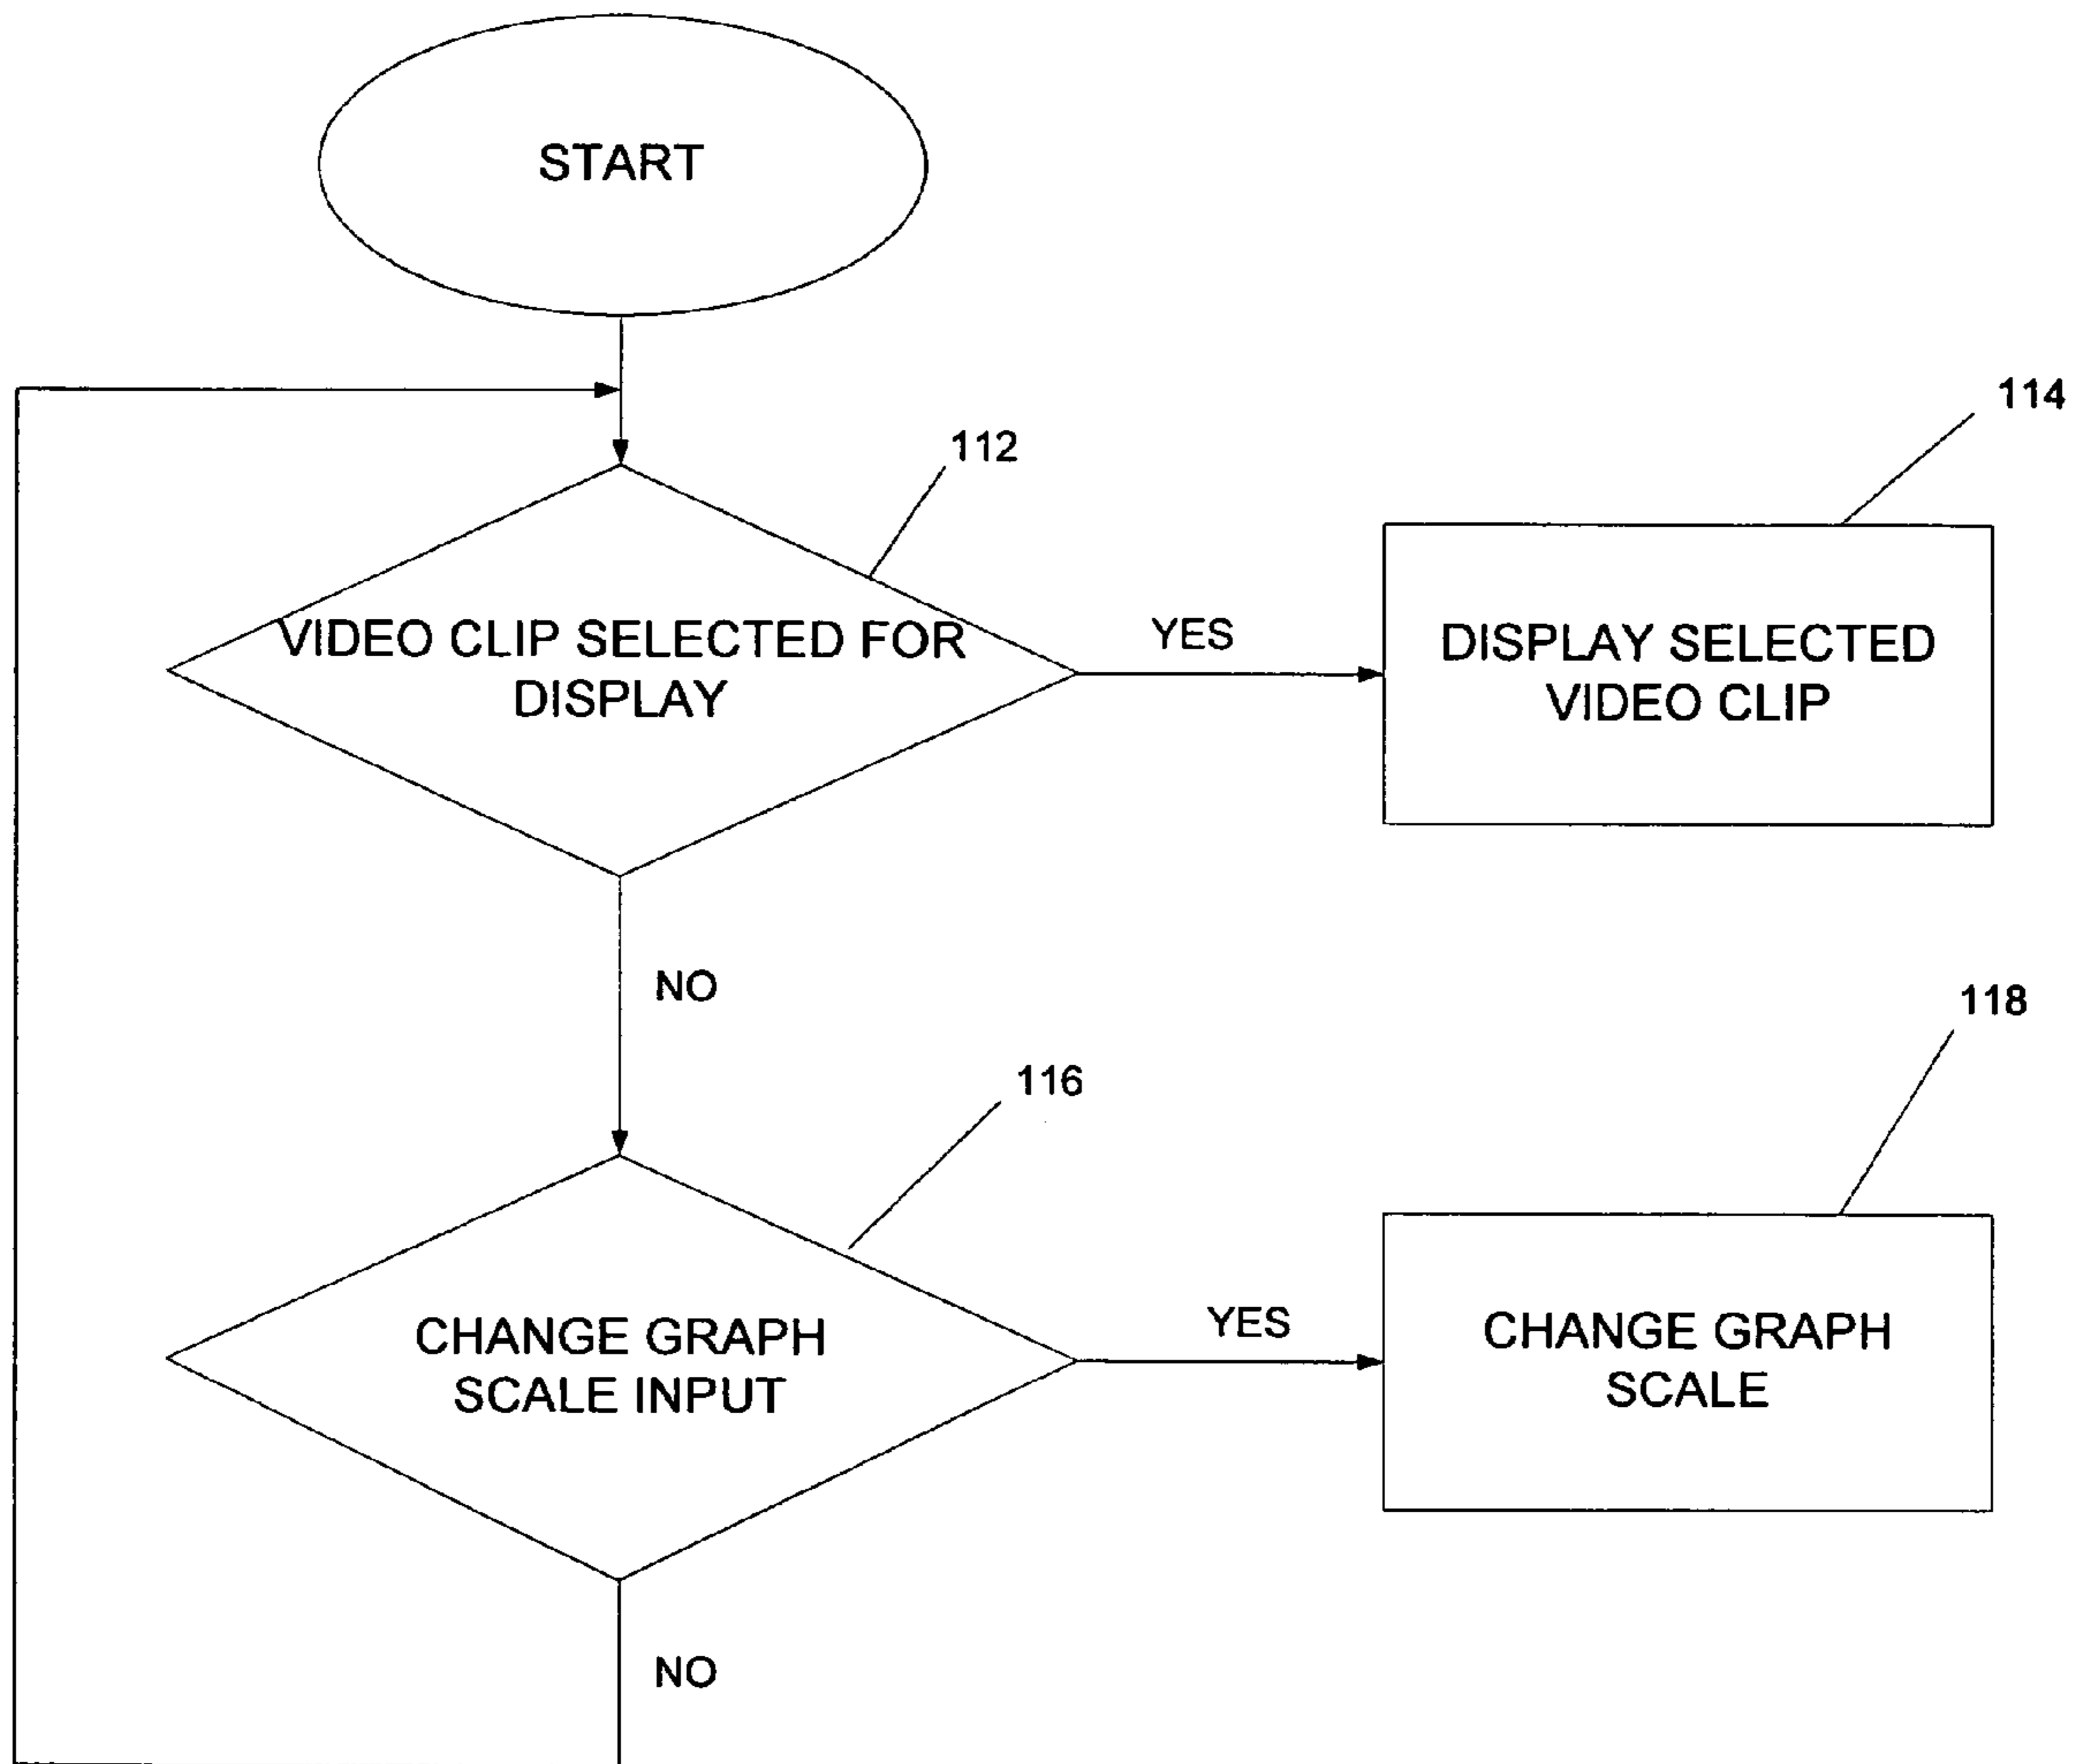 START
112
114
VIDEO CLIP SELECTED FOR
DISPLAY
YES
DISPLAY SELECTED
VIDEO CLIP
NO
116
118
CHANGE GRAPH
SCALE INPUT
YES
CHANGE GRAPH
SCALE
NO